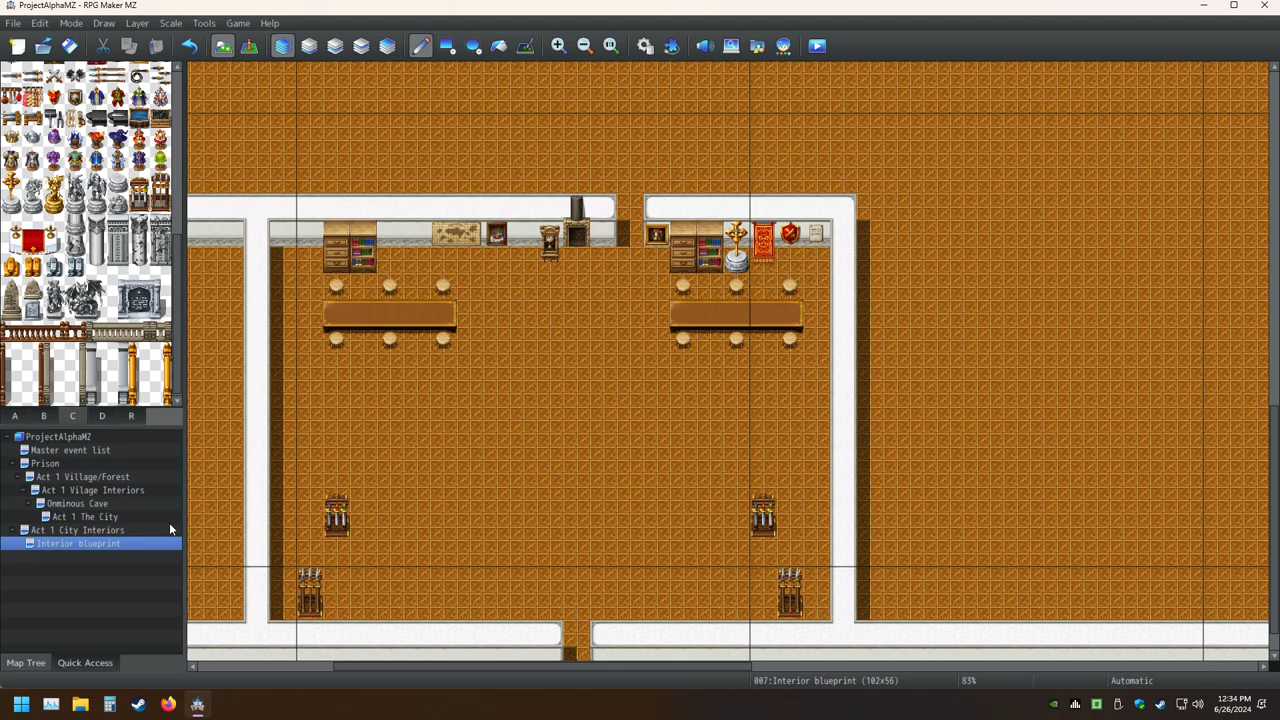 ProjectAlphaMZ - RPG Maker MZ
File Edit Mode Draw Layer Scale Tools Game Help
A B C D R
ProjectAlphaMZ
Master event list
Prison
Act 1 Village/Forest
Act 1 Vilage Interiors
Onminous Cave
Act 1 The City
Act 1 City Interiors
Interior blueprint
Map Tree Quick Access
007:Interior blueprint (102x56) 83% Automatic
12:34 PM
6/26/2024